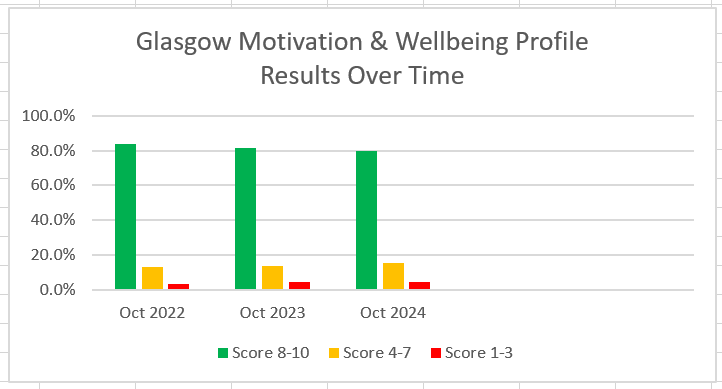 Glasgow Motivation & Wellbeing Profile
Results Over Time
100.0%
80.0%
60.0%
40.0%
20.0%
0.0%
Oct 2022 Oct 2023 Oct 2024
Score 8-10 Score 4-7 Score 1-3